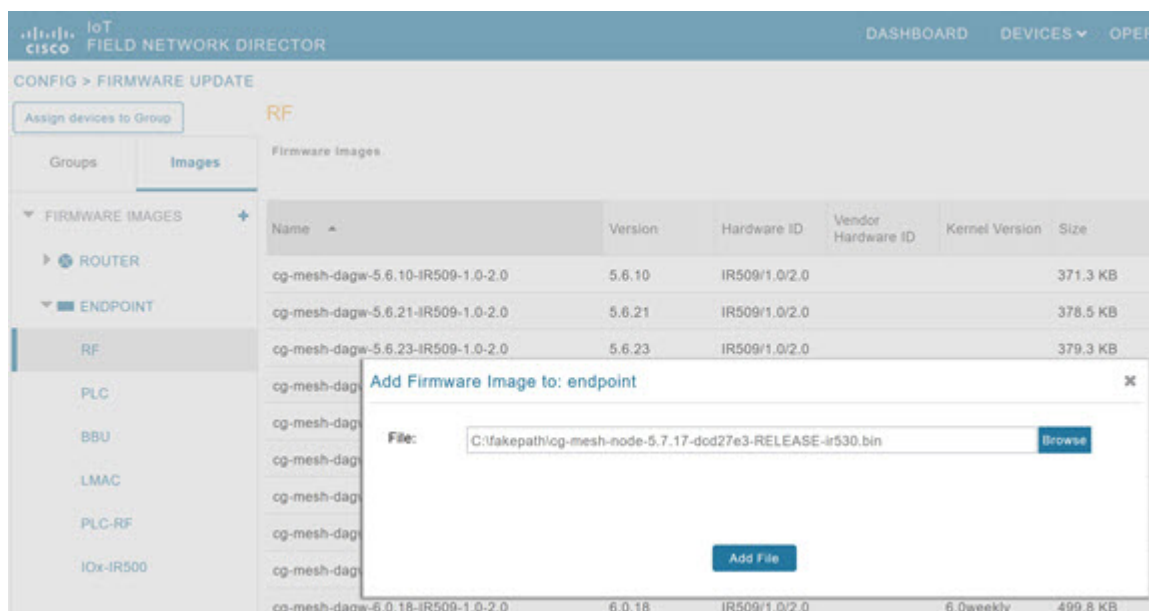 IoT
CISCO FIELD NETWORK DIRECTOR
DASHBOARD DEVICES OPER
CONFIG > FIRMWARE UPDATE
Assign devices to Group
RF
Groups Images
Firmware Images
FIRMWARE IMAGES +
Name Version Hardware ID Vendor Hardware ID Kernel Version Size
ROUTER
cg-mesh-dagw-5.6.10-IR509-1.0-2.0 5.6.10 IR509/1.0/2.0 371.3 KB
ENDPOINT
cg-mesh-dagw-5.6.21-IR509-1.0-2.0 5.6.21 IR509/1.0/2.0 378.5 KB
RF
cg-mesh-dagw-5.6.23-IR509-1.0-2.0 5.6.23 IR509/1.0/2.0 379.3 KB
Add Firmware Image to: endpoint
PLC
cg-mesh-dagw
BBU
cg-mesh-dagw
File: C:\fakepath\cg-mesh-node-5.7.17-dcd27e3-RELEASE-ir530.bin Browse
cg-mesh-dagw
LMAC
cg-mesh-dagw
PLC-RF
cg-mesh-dagw
Add File
IOx-IR500
cg-mesh-dagw
cg-mesh-dagw-6.0.18-IR509-1.0-2.0 6.0.18 IR509/1.0/2.0 6.0weekly 499.8 KB